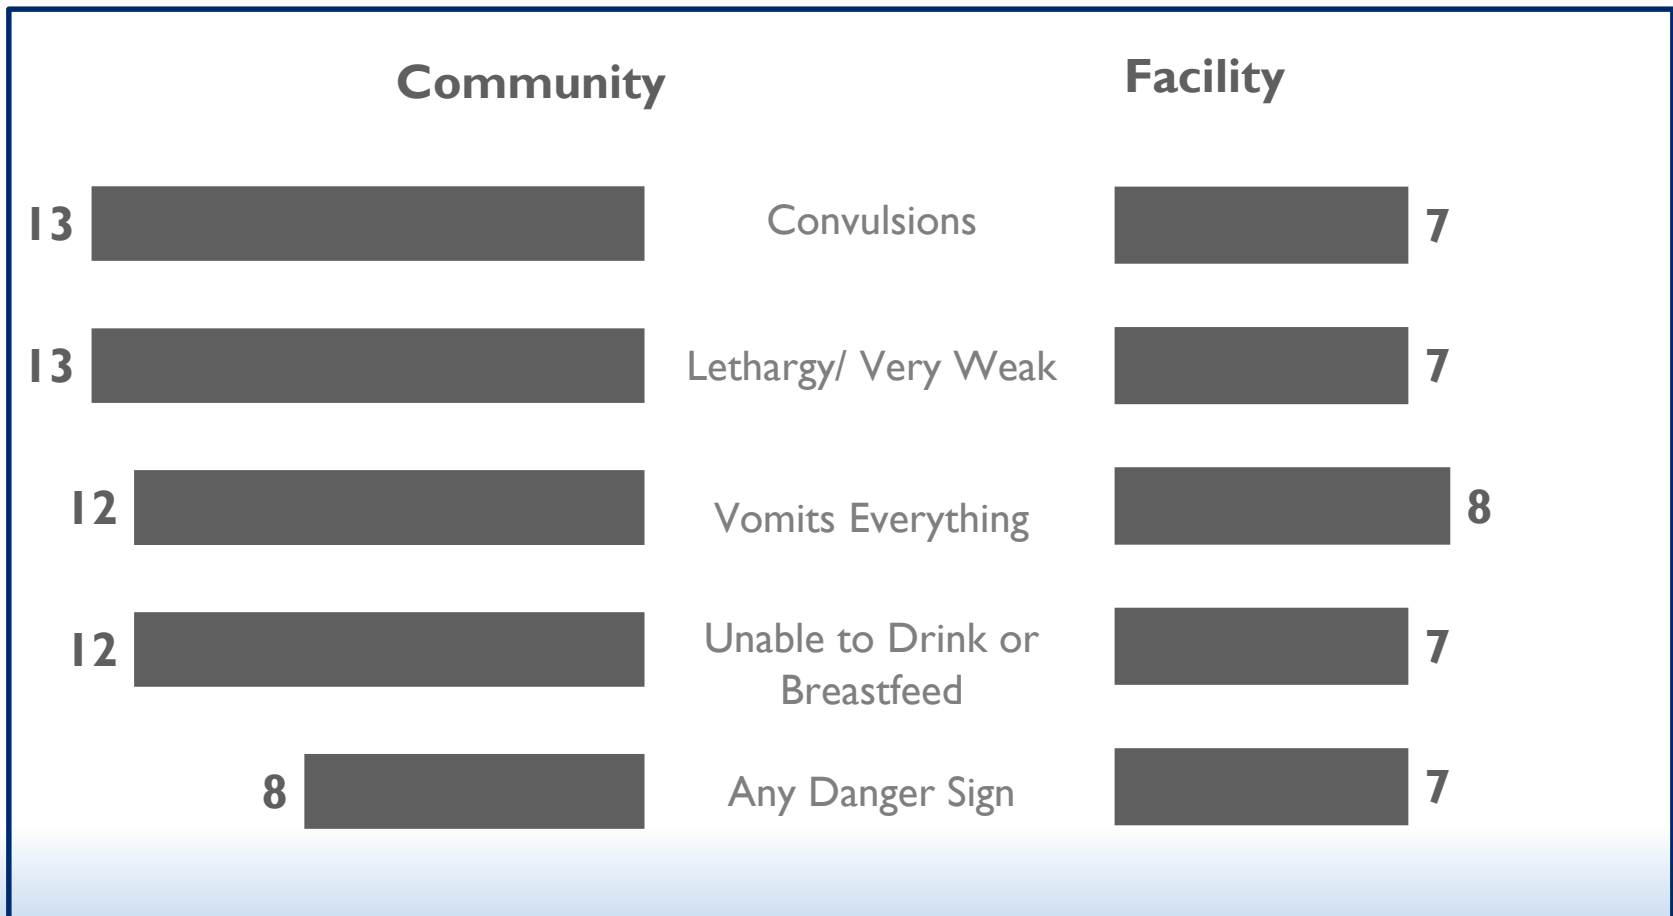 Community
Facility
13
Convulsions
7
13
Lethargy/ Very Weak
7
12
Vomits Everything
8
12
Unable to Drink or
Breastfeed
7
8
Any Danger Sign
7